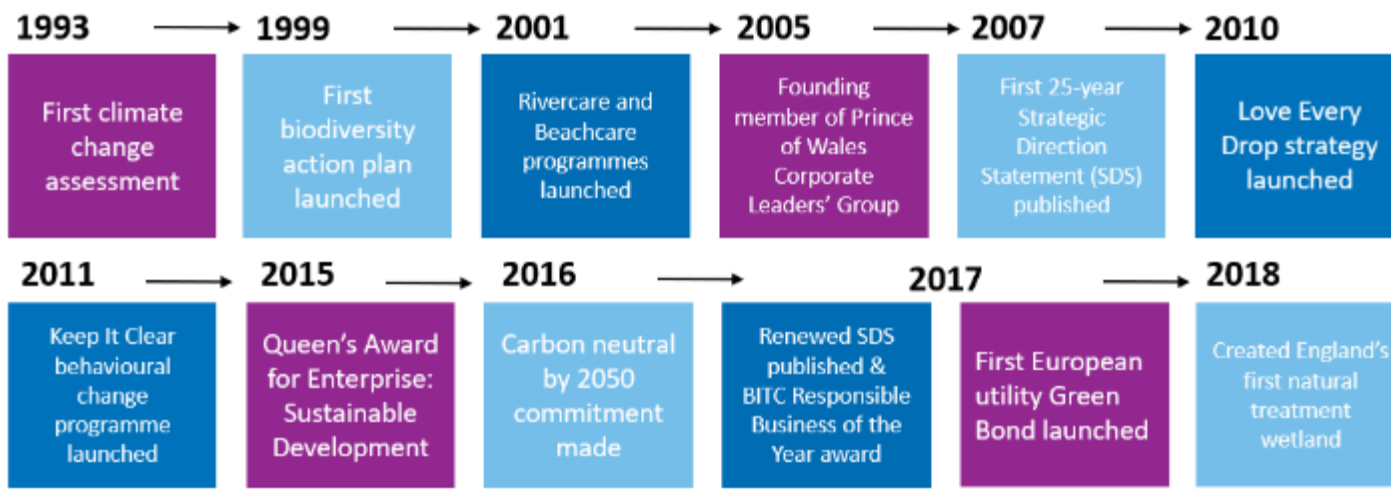 1993
1999
2001
2005
2007
2010
First climate
change
assessment
First
biodiversity
action plan
launched
Rivercare and
Beachcare
programmes
launched
Founding
member of Prince
of Wales
Corporate
Leaders' Group
First 25-year
Strategic
Direction
Statement (SDS)
published
Love Every
Drop strategy
launched
2011
2015
2016
2017
2018
Keep It Clear
behavioural
change
programme
launched
Queen's Award
for Enterprise:
Sustainable
Development
Carbon neutral
by 2050
commitment
made
Renewed SDS
published &
BITC Responsible
Business of the
Year award
First European
utility Green
Bond launched
Created England's
first natural
treatment
wetland